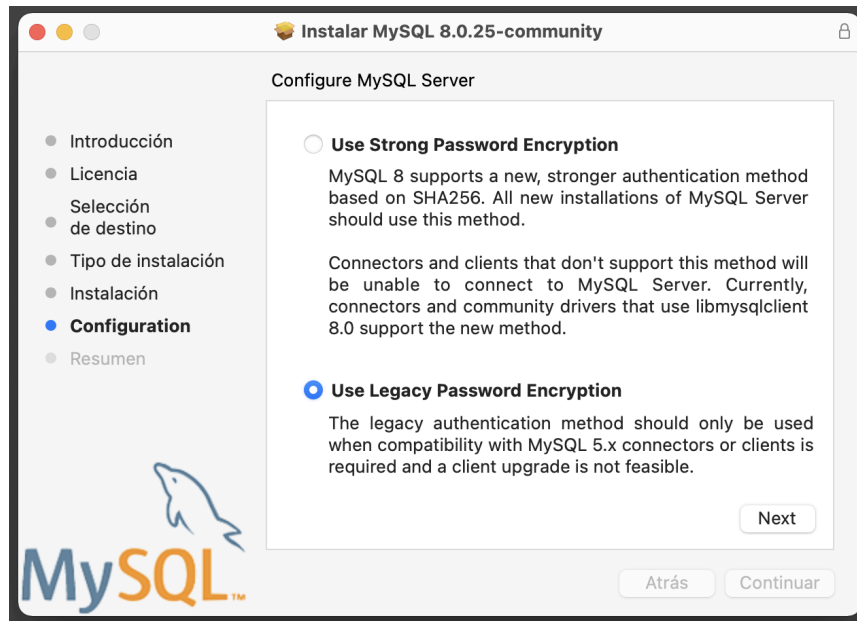 Instalar MySQL 8.0.25-community
Configure MySQL Server
Introducción
Licencia
Selección
de destino
Tipo de instalación
Instalación
Configuration
Resumen
Use Strong Password Encryption
MySQL 8 supports a new, stronger authentication method
based on SHA256. All new installations of MySQL Server
should use this method.
Connectors and clients that don't support this method will
be unable to connect to MySQL Server. Currently,
connectors and community drivers that use libmysqlclient
8.0 support the new method.
Use Legacy Password Encryption
The legacy authentication method should only be used
when compatibility with MySQL 5.x connectors or clients is
required and a client upgrade is not feasible.
Next
MySQL™
Atrás
Continuar